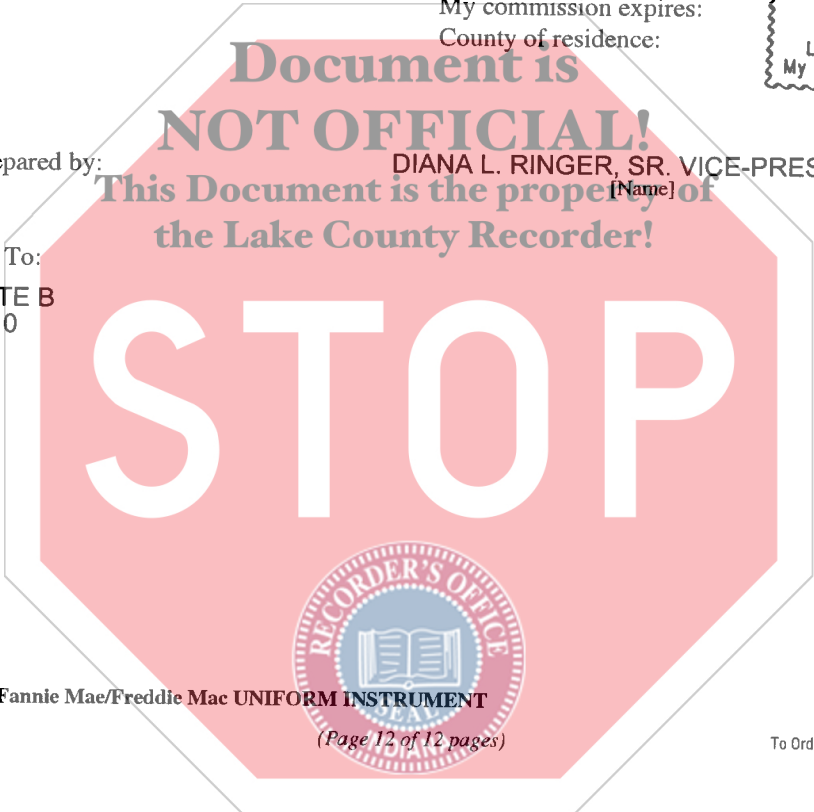 My commission expires:
County of residence:
L
My
Document is
NOT OFFICIAL!
epared by:
DIANA L. RINGER, SR. VICE-PRES
This Document is the property of
[Name]
the Lake County Recorder!
To:
TE B
0
STOP
RECORDER'S OFFICE
Fannie Mae/Freddie Mac UNIFORM INSTRUMENT
SEAL
(Page 12 of 12 pages)
INDIANA
To Ord